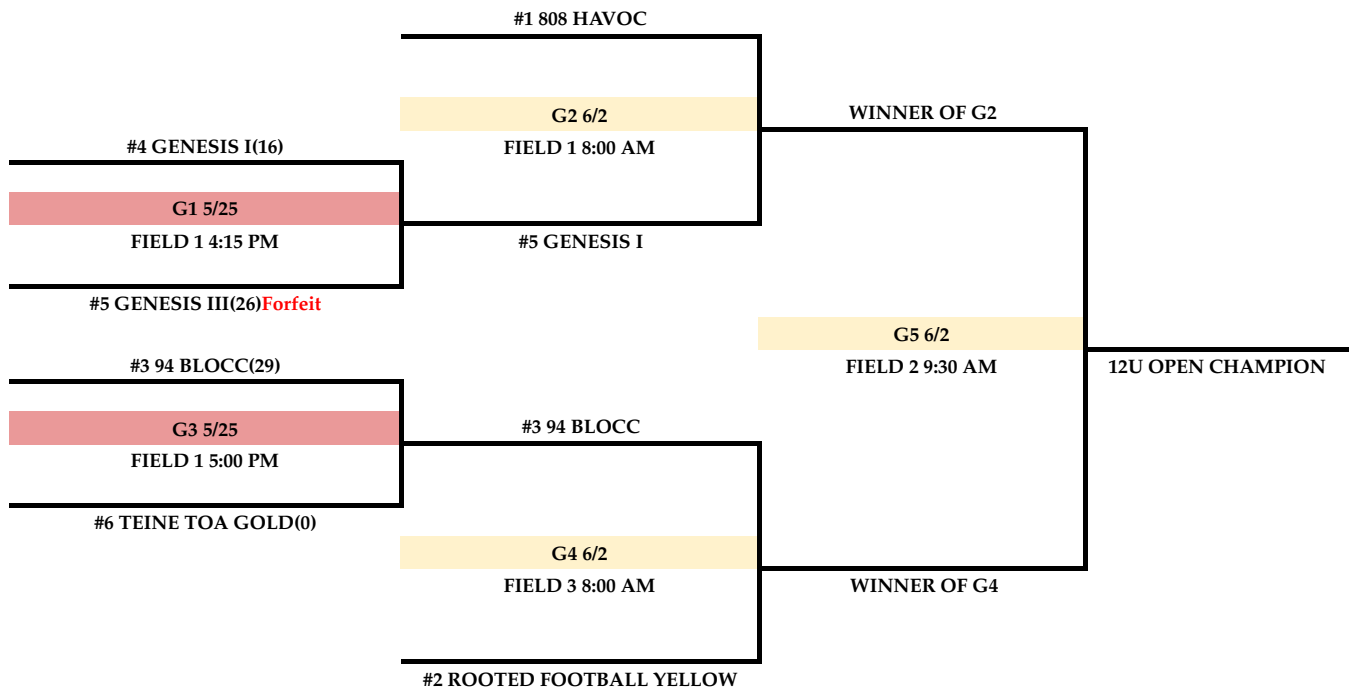 #1 808 HAVOC
G2 6/2
FIELD 1 8:00 AM
WINNER OF G2
#4 GENESIS I(16)
G1 5/25
FIELD 1 4:15 PM
#5 GENESIS I
#5 GENESIS III(26)Forfeit
G5 6/2
FIELD 2 9:30 AM
12U OPEN CHAMPION
#3 94 BLOCC(29)
G3 5/25
FIELD 1 5:00 PM
#3 94 BLOCC
#6 TEINE TOA GOLD(0)
G4 6/2
FIELD 3 8:00 AM
WINNER OF G4
#2 ROOTED FOOTBALL YELLOW